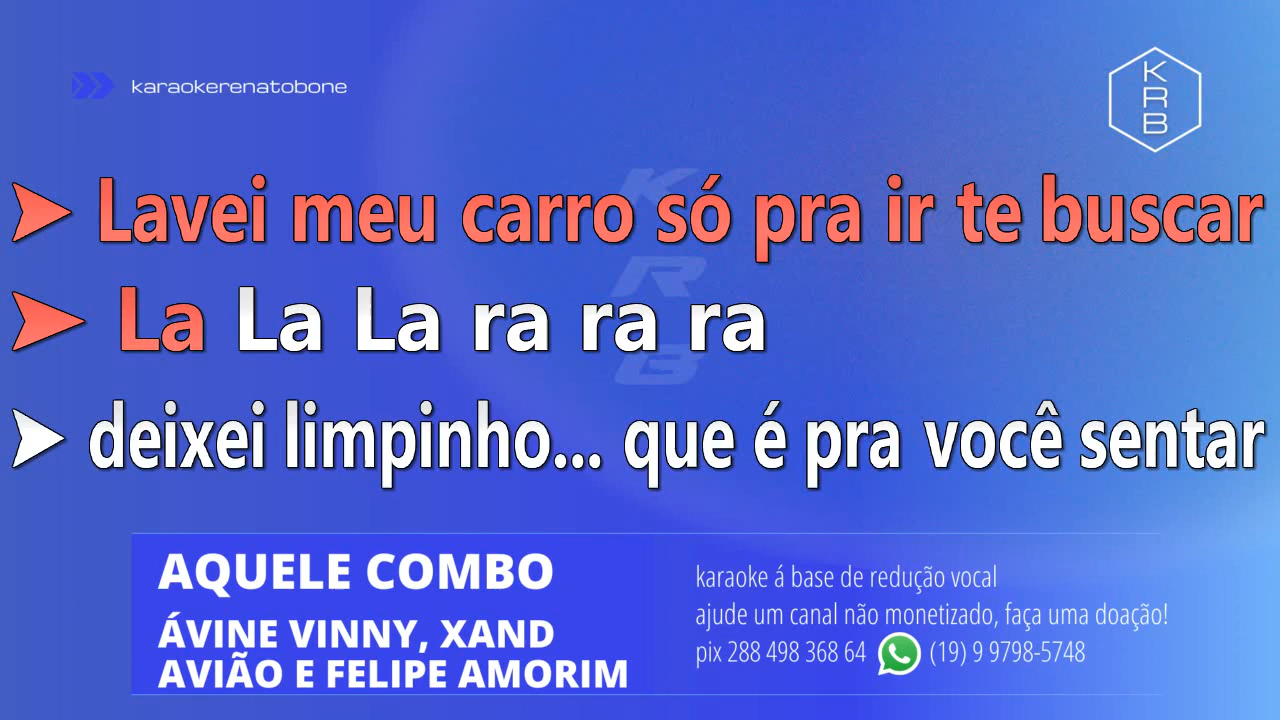 karaokerenatobone
K
R
B
➤ Lavei meu carro só pra ir te buscar
➤ La La La ra ra ra
➤ deixei limpinho... que é pra você sentar
K
R
B
AQUELE COMBO
ÁVINE VINNY, XAND
AVIÃO E FELIPE AMORIM
karaoke á base de redução vocal
ajude um canal não monetizado, faça uma doação!
pix 288 498 368 64 (19) 9 9798-5748